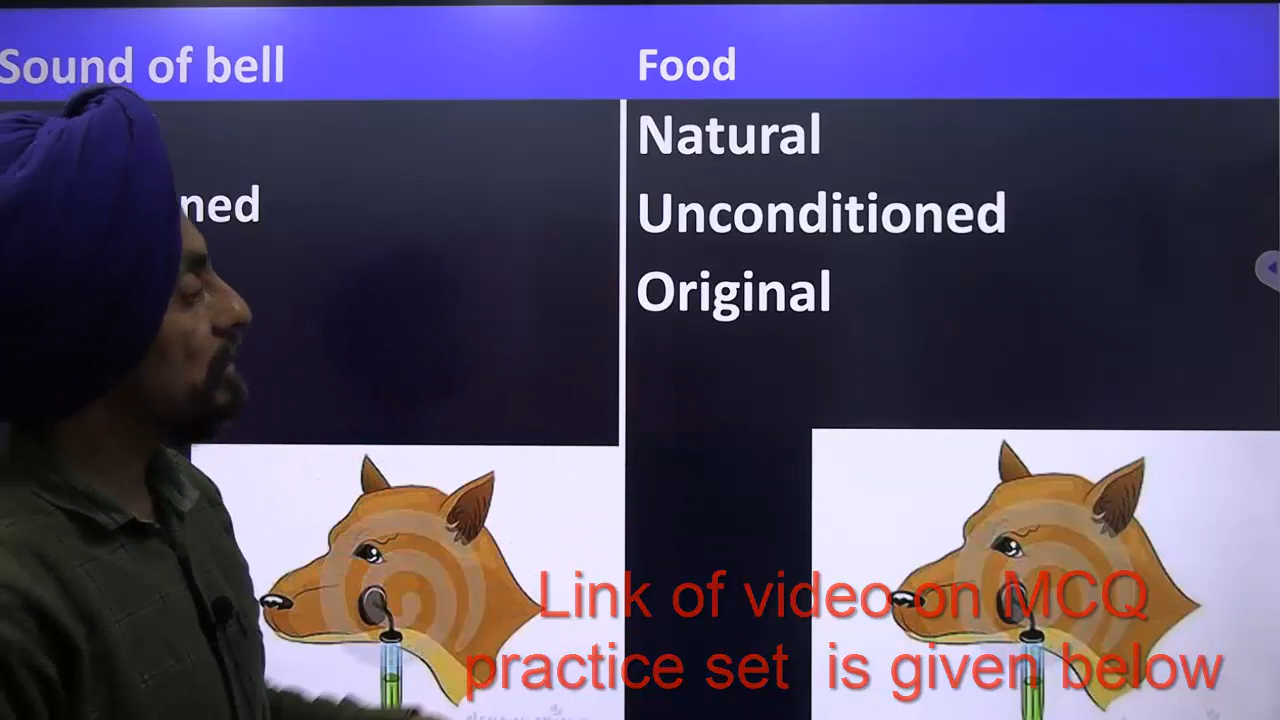 Sound of bell
Food
ned
Natural
Unconditioned
Original
Link of video on MCQ
practice set is given below